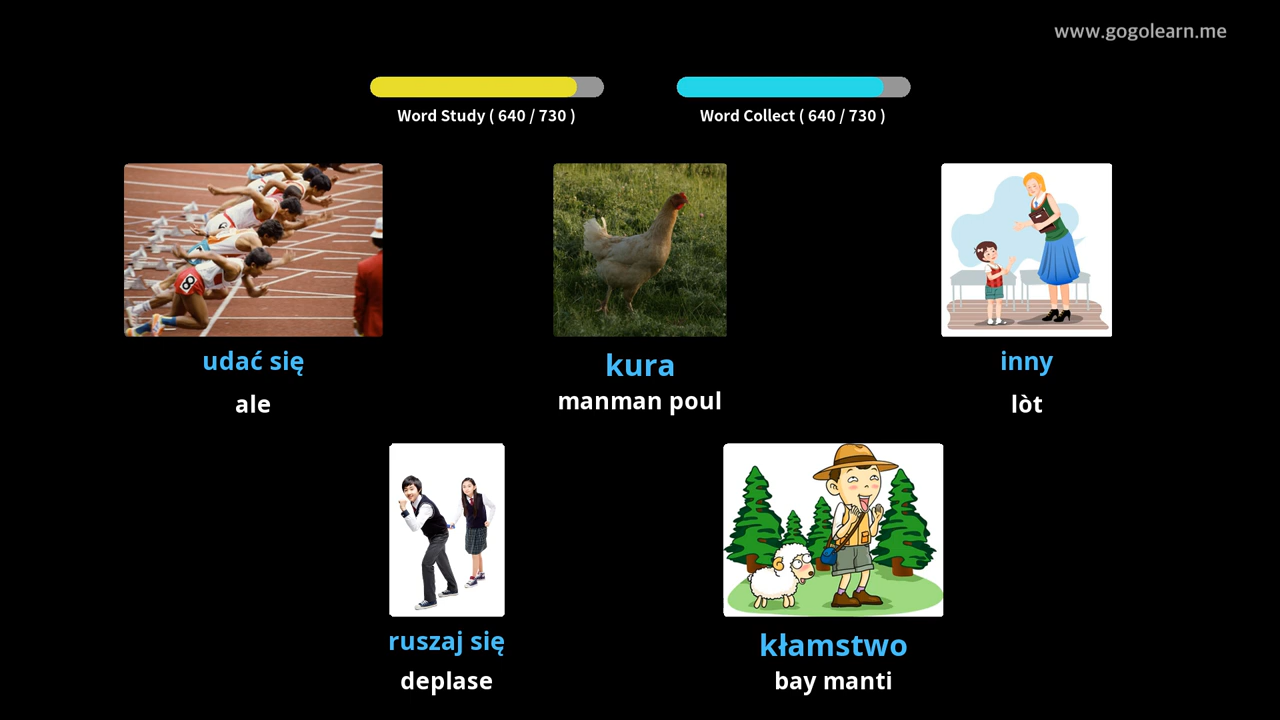 www.gogolearn.me
Word Study ( 640 / 730 )
Word Collect ( 640 / 730 )
8
udać się
ale
kura
manman poul
inny
lòt
ruszaj się
deplase
kłamstwo
bay manti